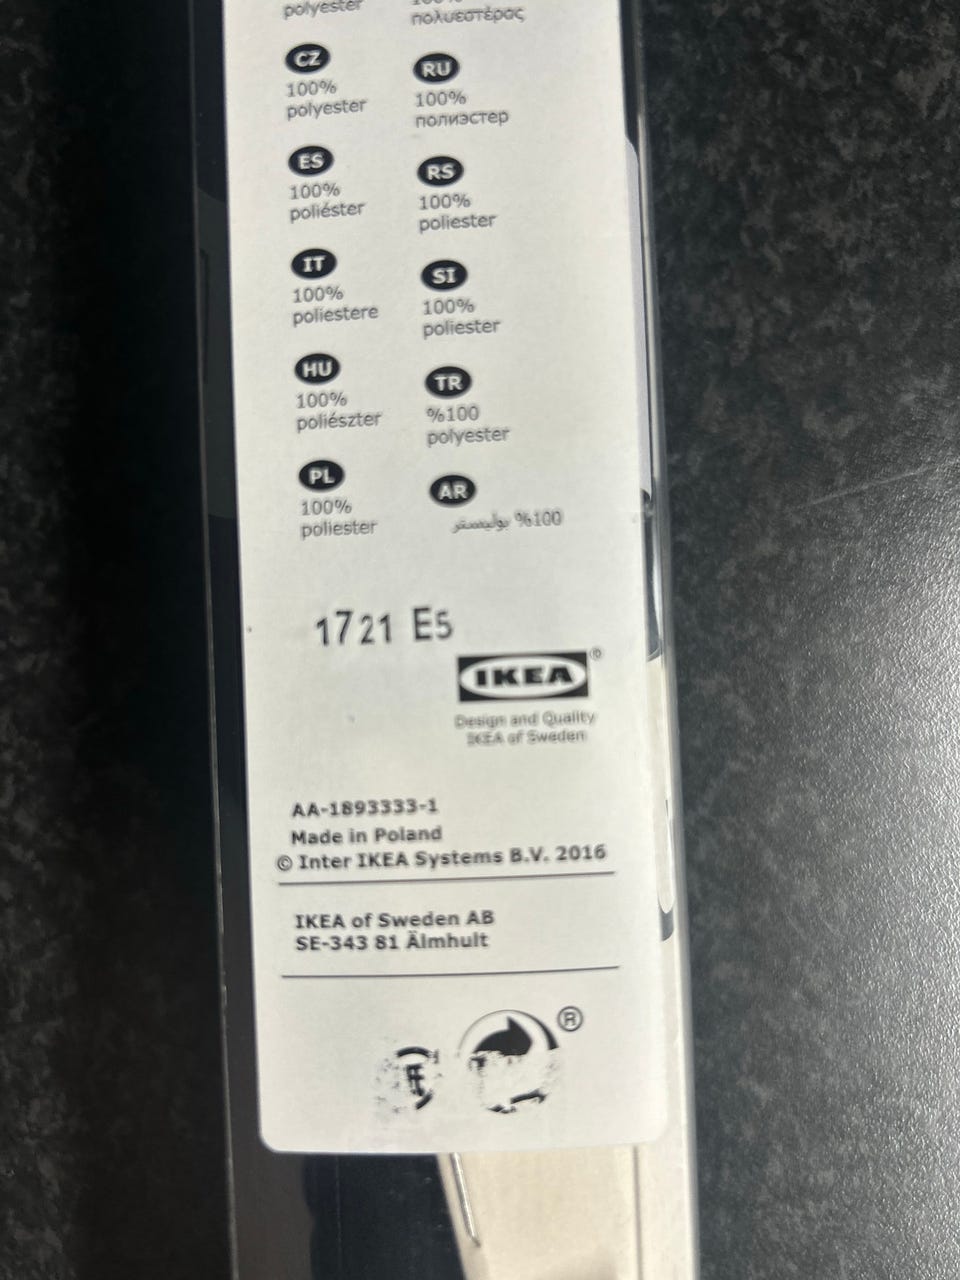 polyester
πολυεστέρας
CZ
100%
polyester
ES
100%
poliéster
IT
100%
poliestere
HU
100%
poliészter
PL
100%
poliester
RU
100%
полиэстер
RS
100%
poliester
SI
100%
poliester
TR
%100
polyester
AR
%100 بوليستر
1721 E5
IKEA®
Design and Quality
IKEA of Sweden
AA-1893333-1
Made in Poland
© Inter IKEA Systems B.V. 2016
IKEA of Sweden AB
SE-343 81 Älmhult
®